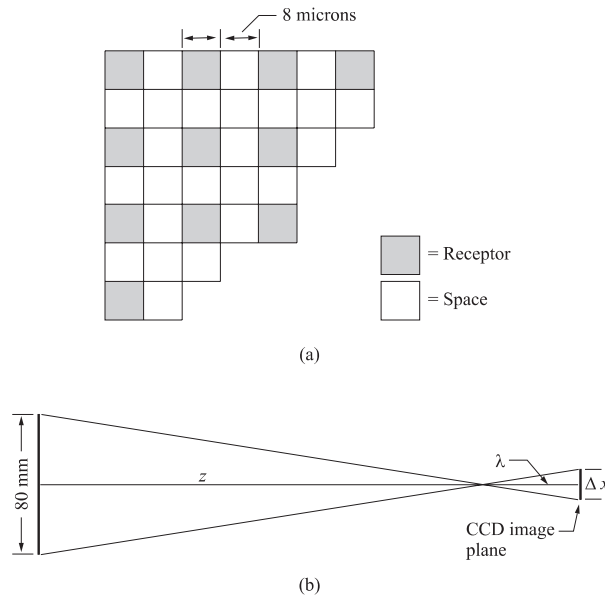 8 microns
= Receptor
= Space
(a)
80 mm
z
λ
Δ x
CCD image
plane
(b)